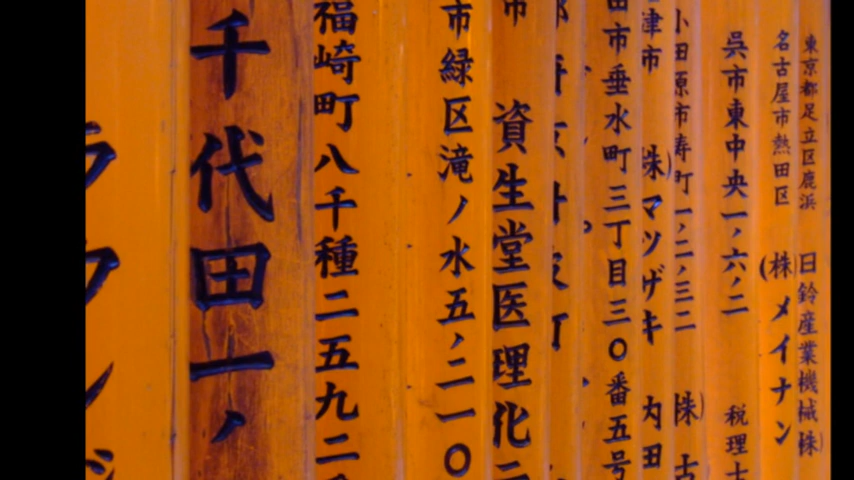 東京都足立区鹿浜 日鈴産業機械(株)
名古屋市熱田区 (株)メイナン
呉市東中央一ノ六ノ二 税理士
小田原市寿町一ノ二ノ三二 (株)古
津市 (株)マツザキ 内田
田市垂水町三丁目三〇番五号
市 資生堂医理化
市緑区滝ノ水五ノ二一〇
福崎町八千種二五九二
千代田一ノ